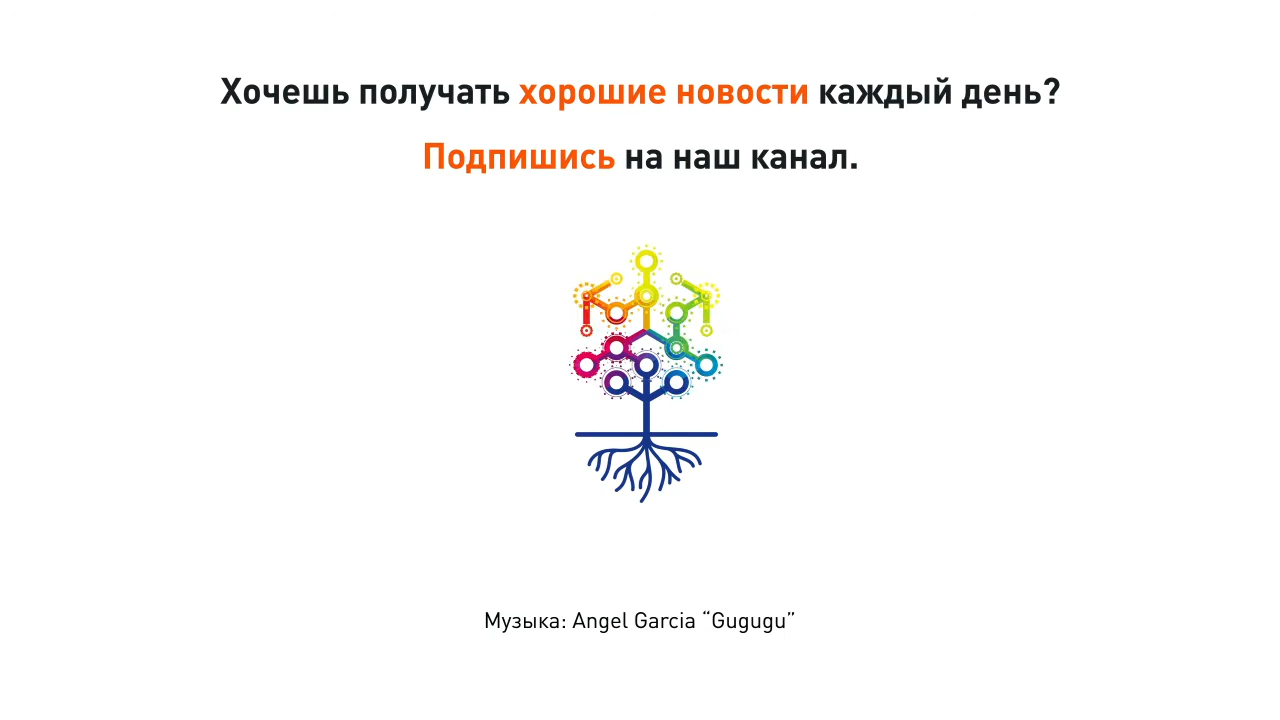 Хочешь получать хорошие новости каждый день?
Подпишись на наш канал.
Музыка: Angel Garcia “Gugugu”